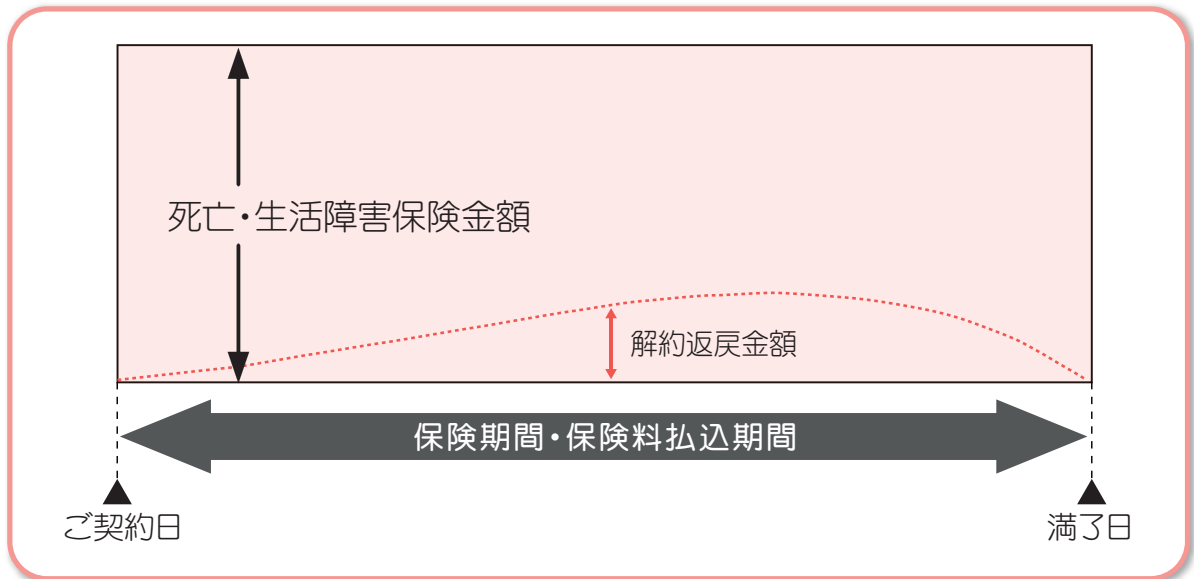 死亡・生活障害保険金額
解約返戻金額
保険期間・保険料払込期間
ご契約日
満了日